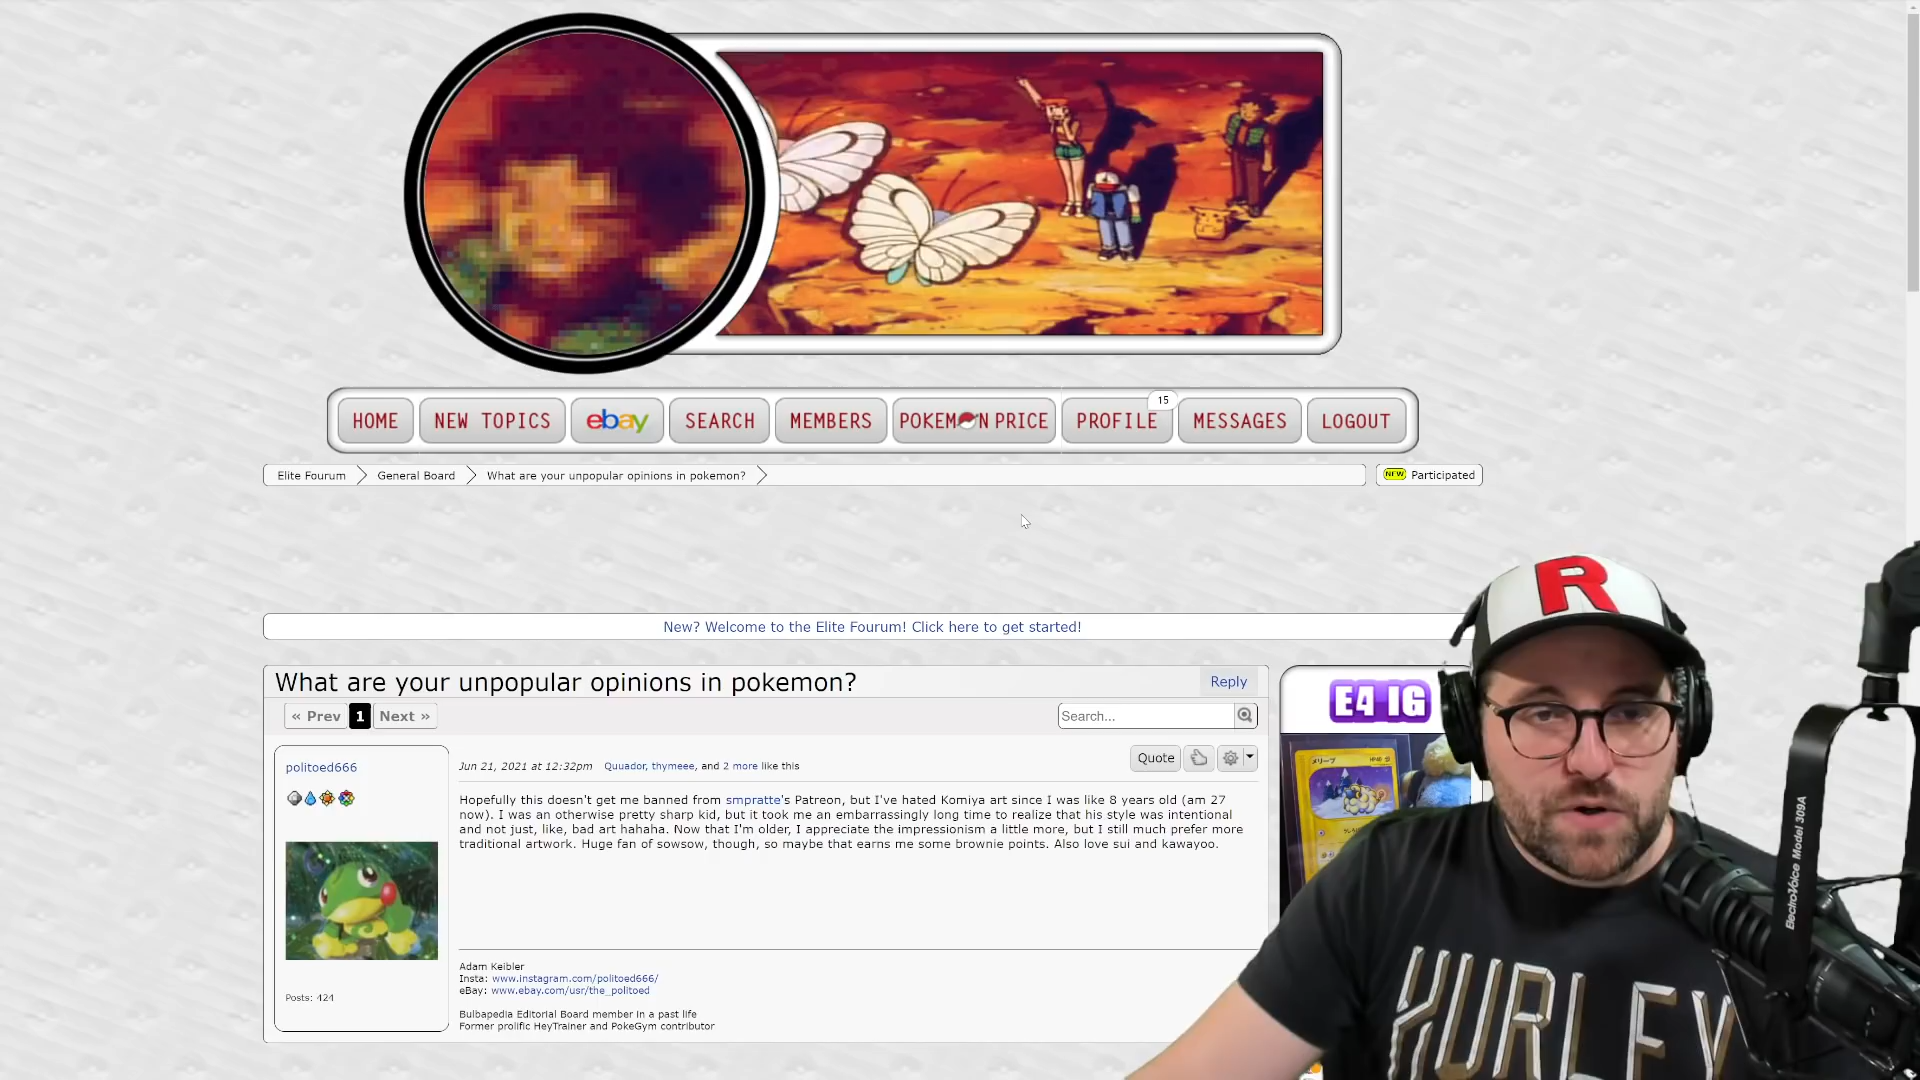 HOME
NEW TOPICS
ebay
SEARCH
MEMBERS
POKEMON PRICE
PROFILE
15
MESSAGES
LOGOUT
Elite Fourum
General Board
What are your unpopular opinions in pokemon?
NEW Participated
New? Welcome to the Elite Fourum! Click here to get started!
What are your unpopular opinions in pokemon?
Reply
« Prev
1
Next »
Search...
E4 IG
R
politoed666
Jun 21, 2021 at 12:32pm
Quuador, thymeee, and 2 more like this
Quote
Hopefully this doesn't get me banned from smpratte's Patreon, but I've hated Komiya art since I was like 8 years old (am 27
now). I was an otherwise pretty sharp kid, but it took me an embarrassingly long time to realize that his style was intentional
and not just, like, bad art hahaha. Now that I'm older, I appreciate the impressionism a little more, but I still much prefer more
traditional artwork. Huge fan of sowsow, though, so maybe that earns me some brownie points. Also love sui and kawayoo.
Posts: 424
Adam Keibler
Insta: www.instagram.com/politoed666/
eBay: www.ebay.com/usr/the_politoed
Bulbapedia Editorial Board member in a past life
Former prolific HeyTrainer and PokeGym contributor
メリープ
HP40
ElectroVoice Model 309A
HURLEY